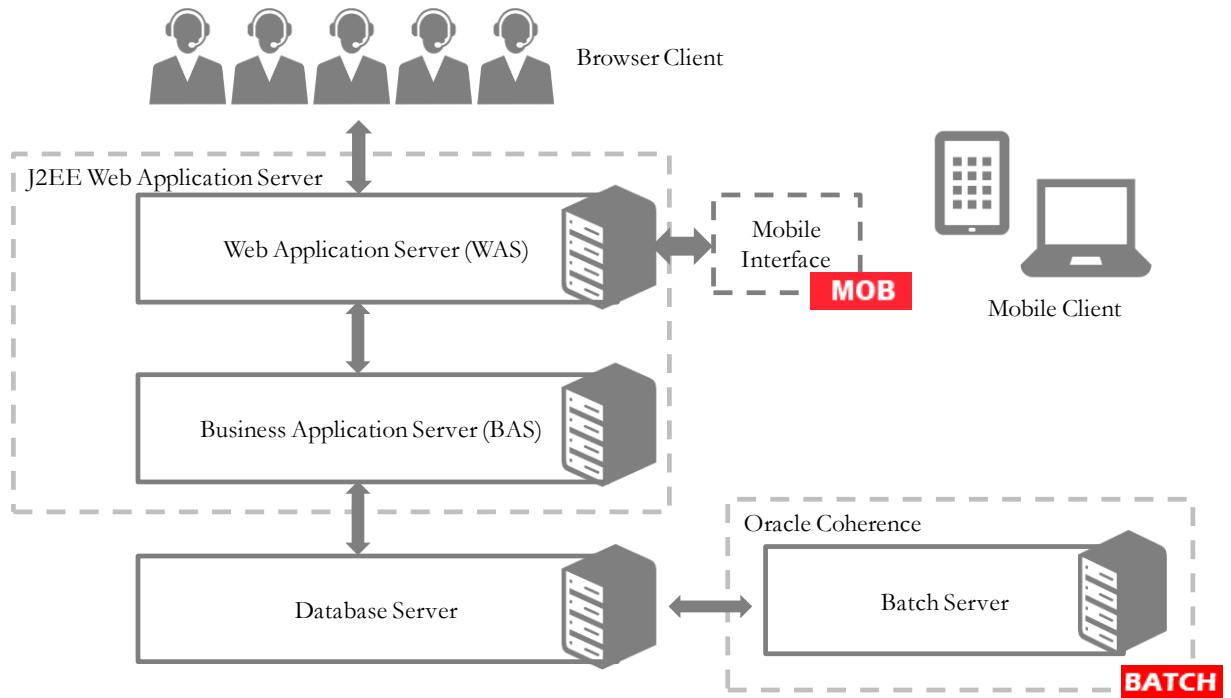 Browser Client
J2EE Web Application Server
Web Application Server (WAS)
Mobile
Interface
MOB
Mobile Client
Business Application Server (BAS)
Oracle Coherence
Database Server
Batch Server
BATCH